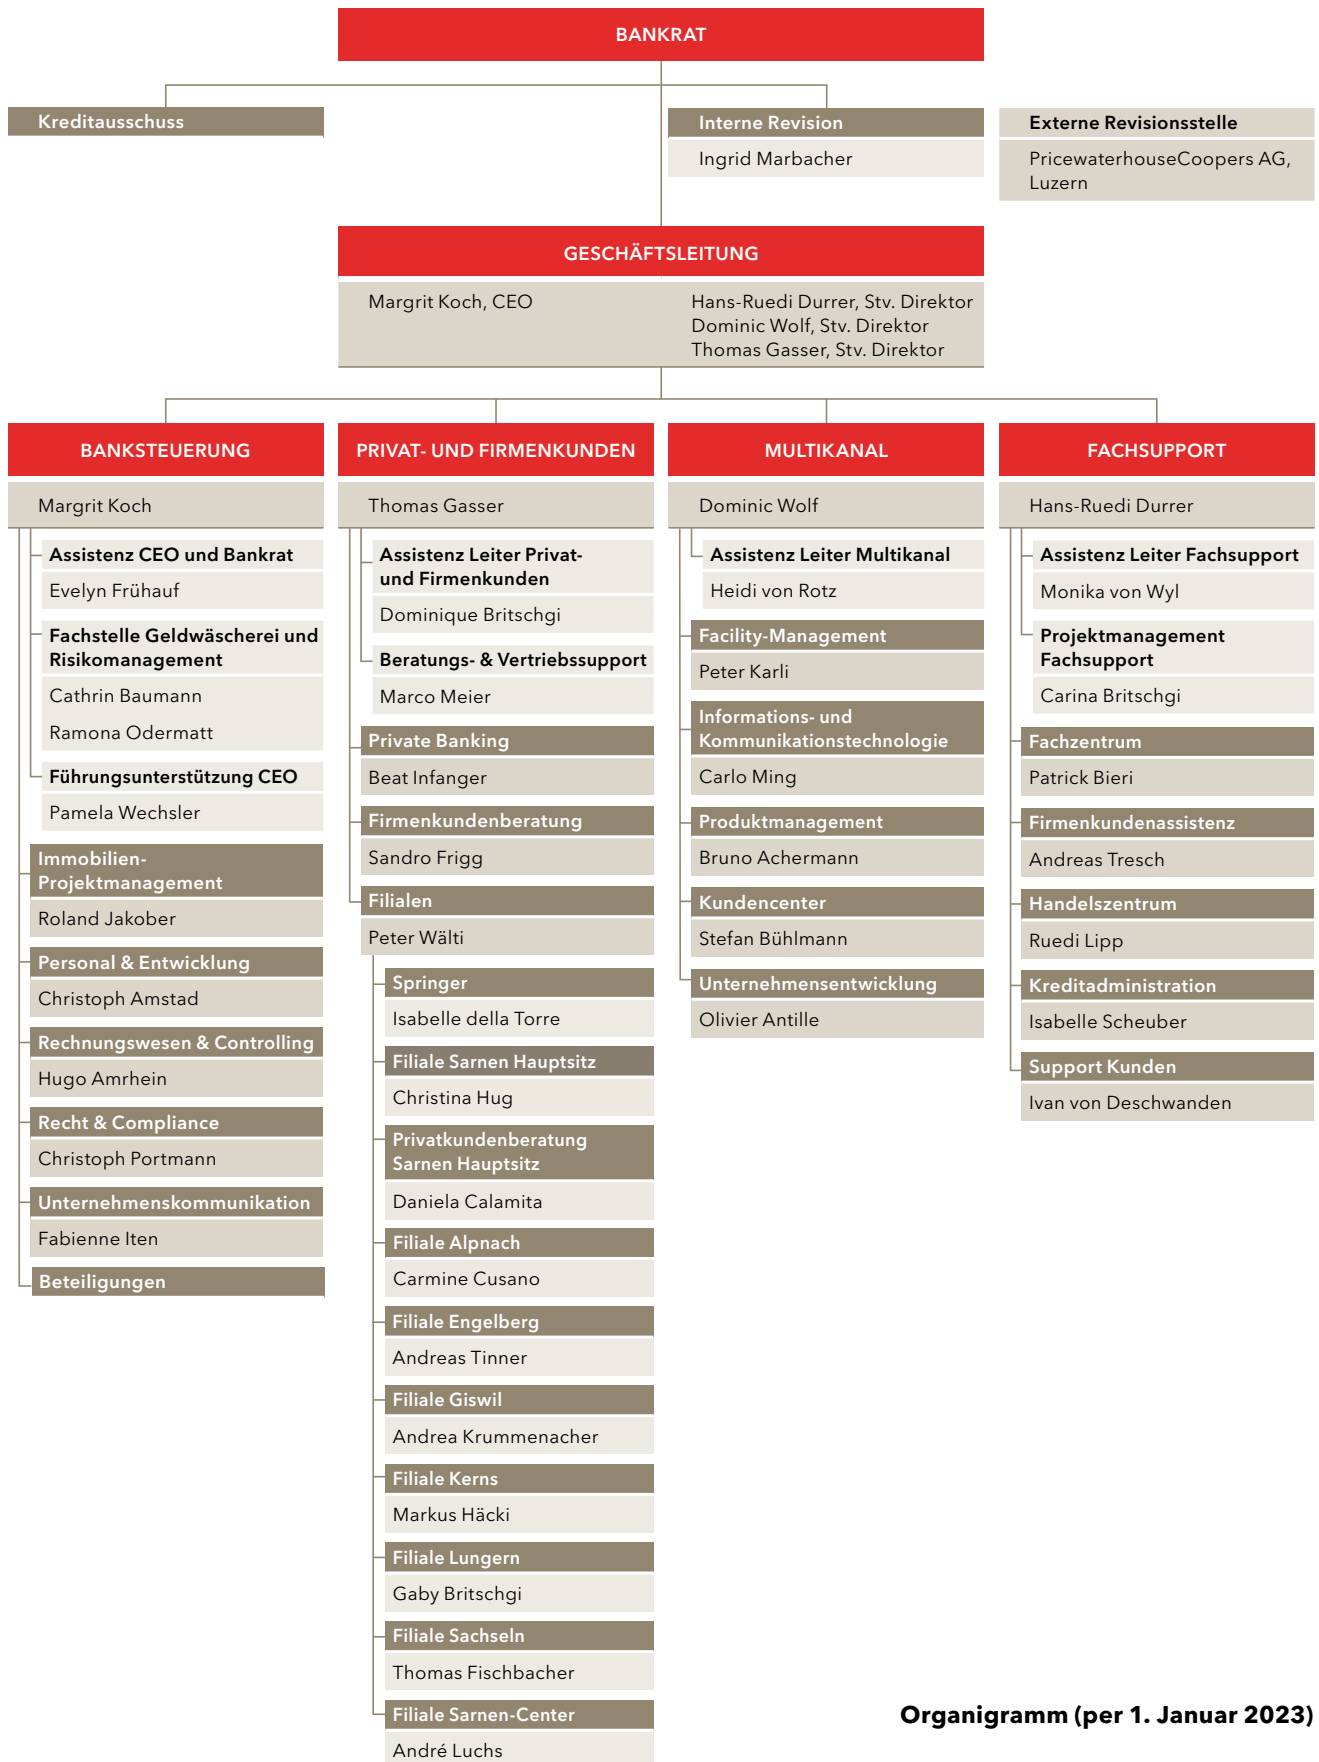 BANKRAT
Kreditausschuss
Interne Revision
Ingrid Marbacher
Externe Revisionsstelle
PricewaterhouseCoopers AG,
Luzern
GESCHÄFTSLEITUNG
Margrit Koch, CEO
Hans-Ruedi Durrer, Stv. Direktor
Dominic Wolf, Stv. Direktor
Thomas Gasser, Stv. Direktor
BANKSTEUERUNG
Margrit Koch
Assistenz CEO und Bankrat
Evelyn Frühauf
Fachstelle Geldwäscherei und
Risikomanagement
Cathrin Baumann
Ramona Odermatt
Führungsunterstützung CEO
Pamela Wechsler
Immobilien-
Projektmanagement
Roland Jakober
Personal & Entwicklung
Christoph Amstad
Rechnungswesen & Controlling
Hugo Amrhein
Recht & Compliance
Christoph Portmann
Unternehmenskommunikation
Fabienne Iten
Beteiligungen
PRIVAT- UND FIRMENKUNDEN
Thomas Gasser
Assistenz Leiter Privat-
und Firmenkunden
Dominique Britschgi
Beratungs- & Vertriebssupport
Marco Meier
Private Banking
Beat Infanger
Firmenkundenberatung
Sandro Frigg
Filialen
Peter Wälti
Springer
Isabelle della Torre
Filiale Sarnen Hauptsitz
Christina Hug
Privatkundenberatung
Sarnen Hauptsitz
Daniela Calamita
Filiale Alpnach
Carmine Cusano
Filiale Engelberg
Andreas Tinner
Filiale Giswil
Andrea Krummenacher
Filiale Kerns
Markus Häcki
Filiale Lungern
Gaby Britschgi
Filiale Sachseln
Thomas Fischbacher
Filiale Sarnen-Center
André Luchs
MULTIKANAL
Dominic Wolf
Assistenz Leiter Multikanal
Heidi von Rotz
Facility-Management
Peter Karli
Informations- und
Kommunikationstechnologie
Carlo Ming
Produktmanagement
Bruno Achermann
Kundencenter
Stefan Bühlmann
Unternehmensentwicklung
Olivier Antille
FACHSUPPORT
Hans-Ruedi Durrer
Assistenz Leiter Fachsupport
Monika von Wyl
Projektmanagement
Fachsupport
Carina Britschgi
Fachzentrum
Patrick Bieri
Firmenkundenassistenz
Andreas Tresch
Handelszentrum
Ruedi Lipp
Kreditadministration
Isabelle Scheuber
Support Kunden
Ivan von Deschwanden
Organigramm (per 1. Januar 2023)